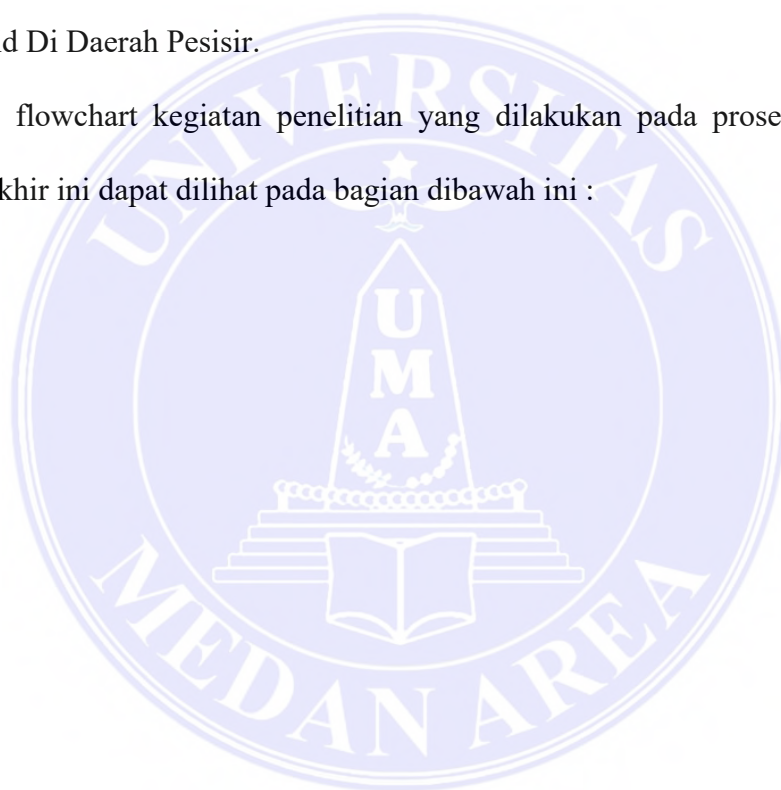 d Di Daerah Pesisir.
flowchart kegiatan penelitian yang dilakukan pada prose
khir ini dapat dilihat pada bagian dibawah ini :
UNIVERSITAS
U
M
A
MEDAN AREA